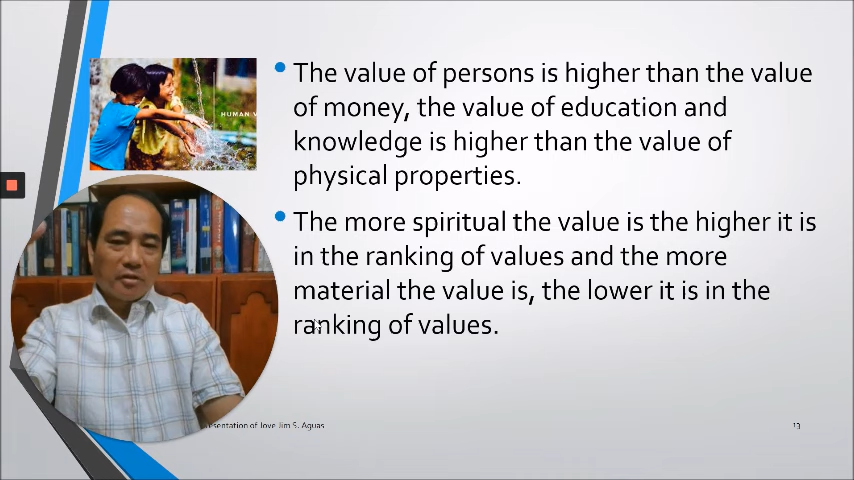 The value of persons is higher than the value
of money, the value of education and
knowledge is higher than the value of
physical properties.
The more spiritual the value is the higher it is
in the ranking of values and the more
material the value is, the lower it is in the
ranking of values.
HUMAN
of Jove Jim S. Aguas
13